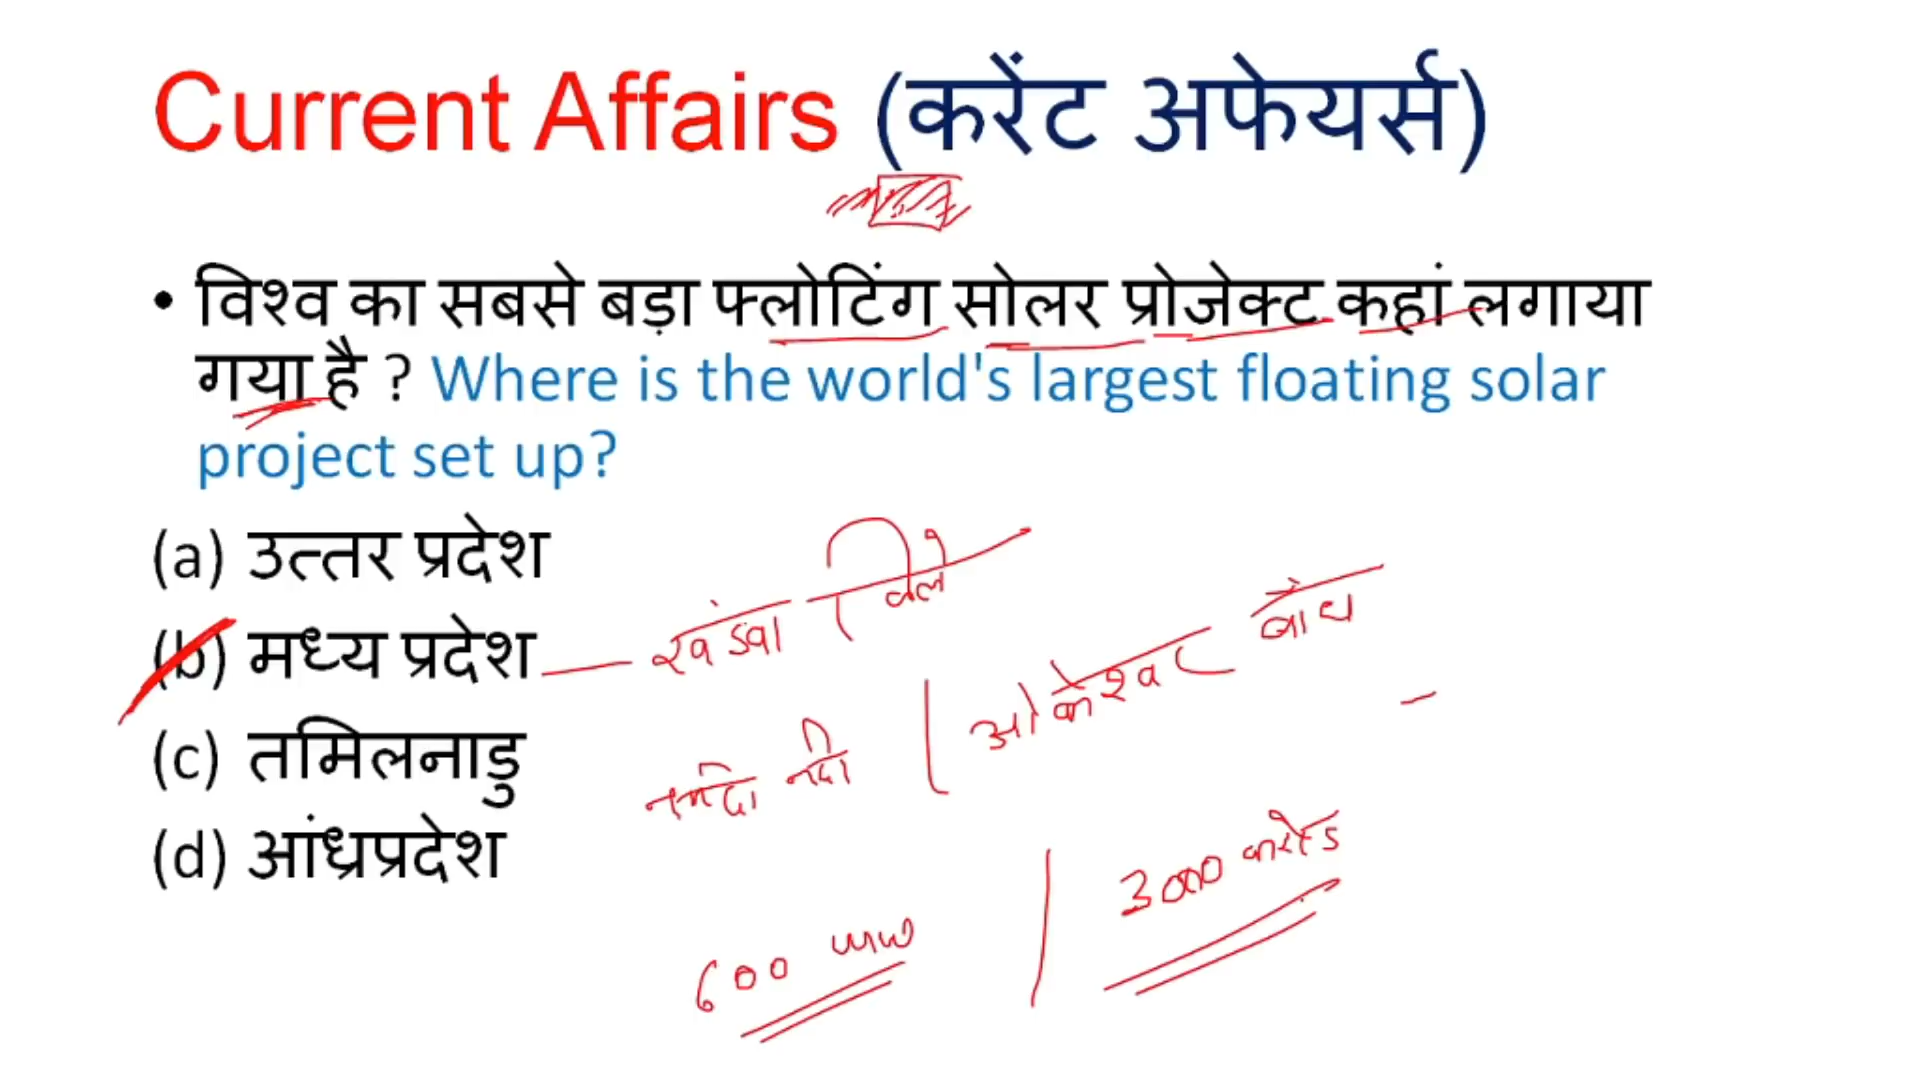 Current Affairs (करेंट अफेयर्स)
• विश्व का सबसे बड़ा फ्लोटिंग सोलर प्रोजेक्ट कहां लगाया
गया है ? Where is the world's largest floating solar
project set up?
(a) उत्तर प्रदेश
(b) मध्य प्रदेश
खंडवा जिले
(c) तमिलनाडु
नर्मदा नदी
ओंकारेश्वर बांध
(d) आंध्रप्रदेश
600 MW
3000 करोड